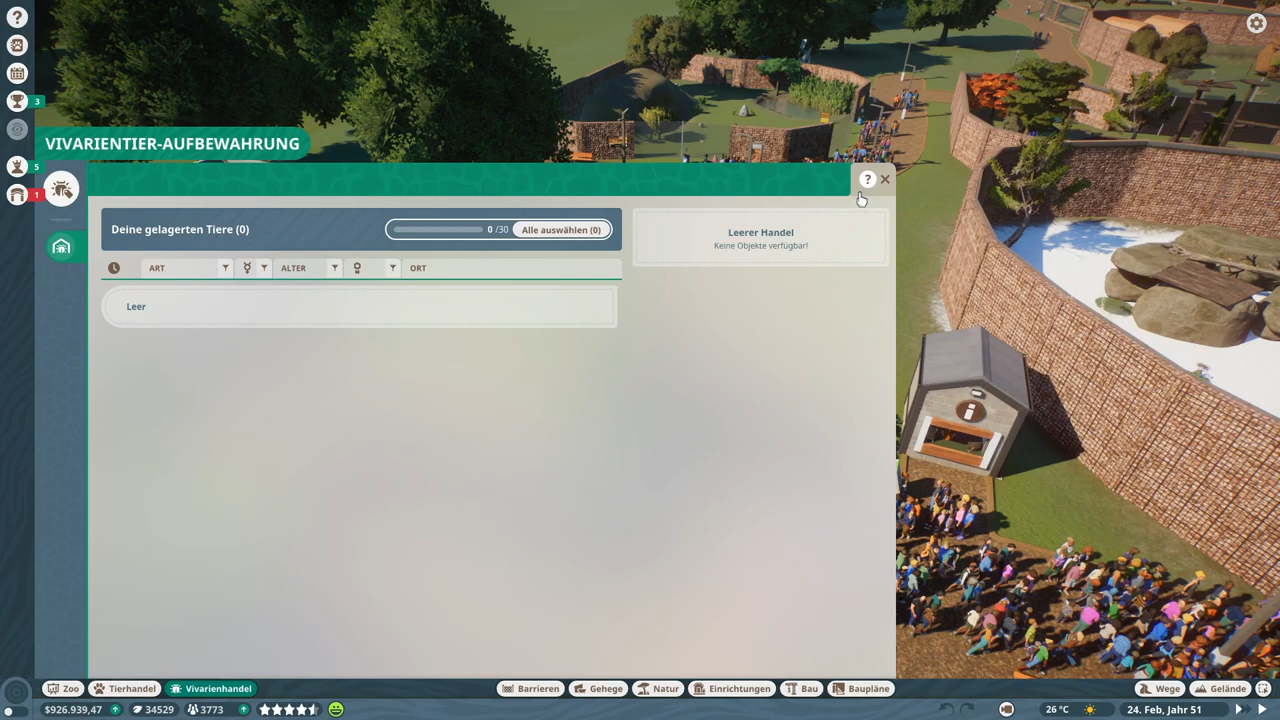 3
VIVARIENTIER-AUFBEWAHRUNG
5
1
?
?
Deine gelagerten Tiere (0)
0 /30
Alle auswählen (0)
Leerer Handel
Keine Objekte verfügbar!
ART
ALTER
ORT
Leer
Zoo
Tierhandel
Vivarienhandel
Barrieren
Gehege
Natur
Einrichtungen
Bau
Baupläne
Wege
Gelände
$926.939,47
34529
3773
26 °C
24. Feb, Jahr 51